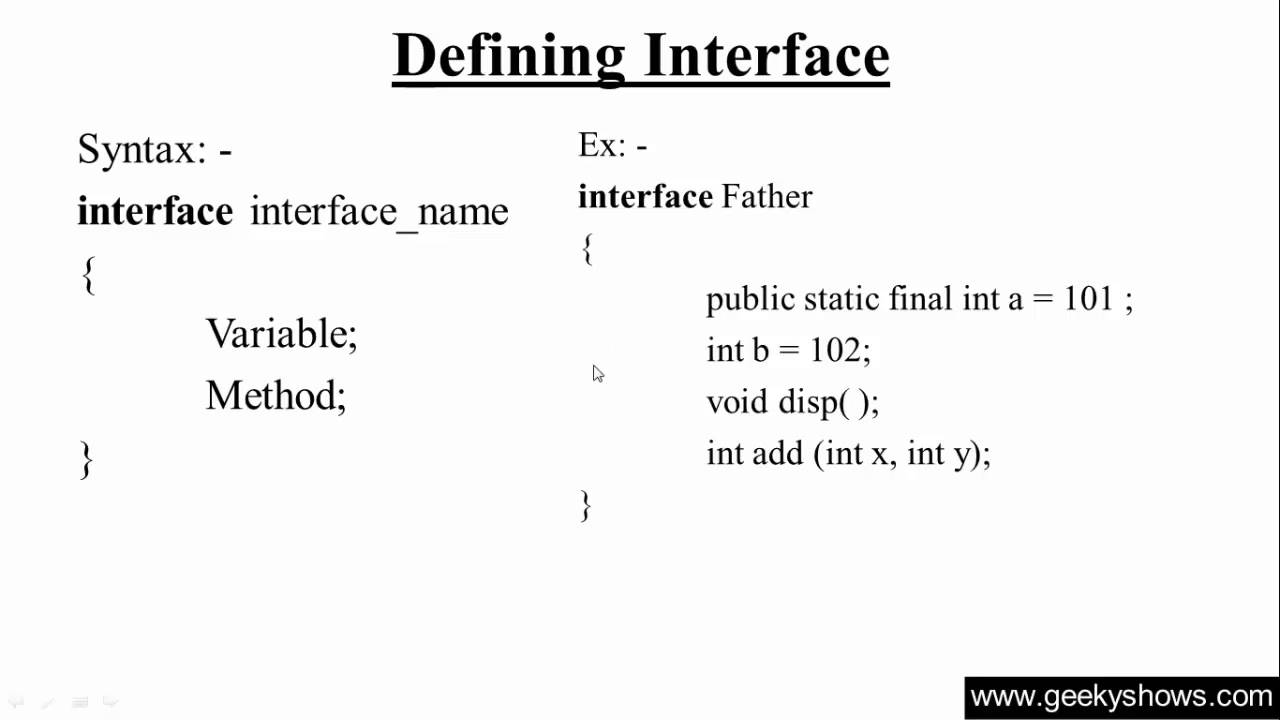 Defining Interface
Syntax: -
interface interface_name
{
Variable;
Method;
}
Ex: -
interface Father
{
public static final int a = 101 ;
int b = 102;
void disp( );
int add (int x, int y);
}
www.geekyshows.com